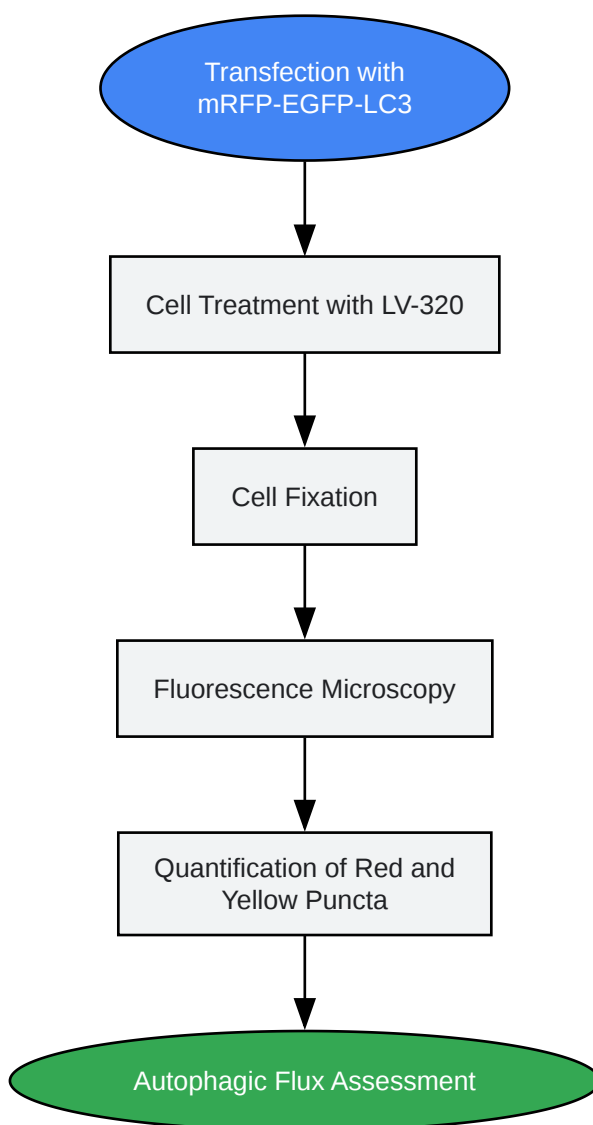 Transfection with
mRFP-EGFP-LC3
Cell Treatment with LV-320
Cell Fixation
Fluorescence Microscopy
Quantification of Red and
Yellow Puncta
Autophagic Flux Assessment